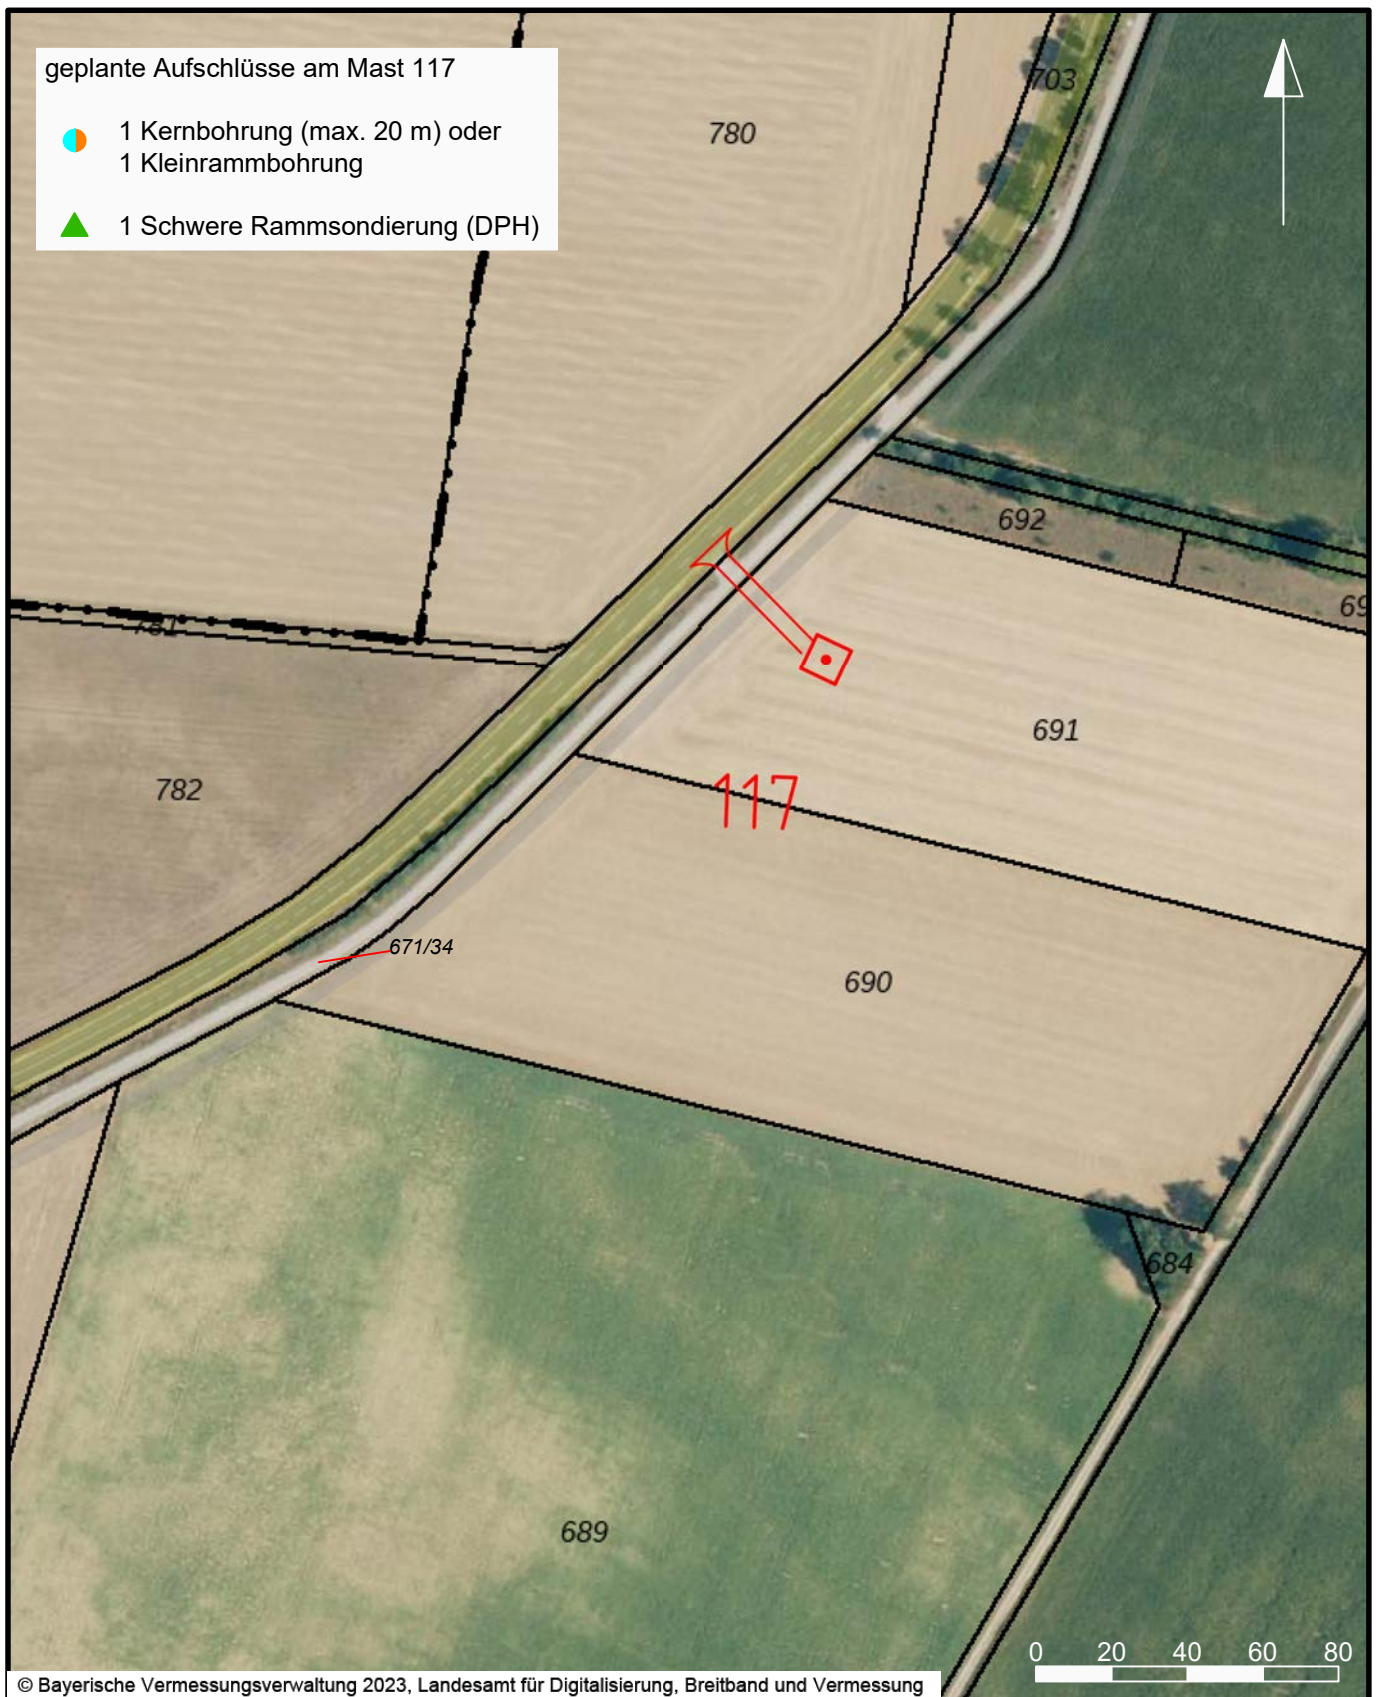 geplante Aufschlüsse am Mast 117
1 Kernbohrung (max. 20 m) oder
1 Kleinrammbohrung
1 Schwere Rammsondierung (DPH)
703
780
692
69
781
691
782
117
671/34
690
684
689
0 20 40 60 80
© Bayerische Vermessungsverwaltung 2023, Landesamt für Digitalisierung, Breitband und Vermessung